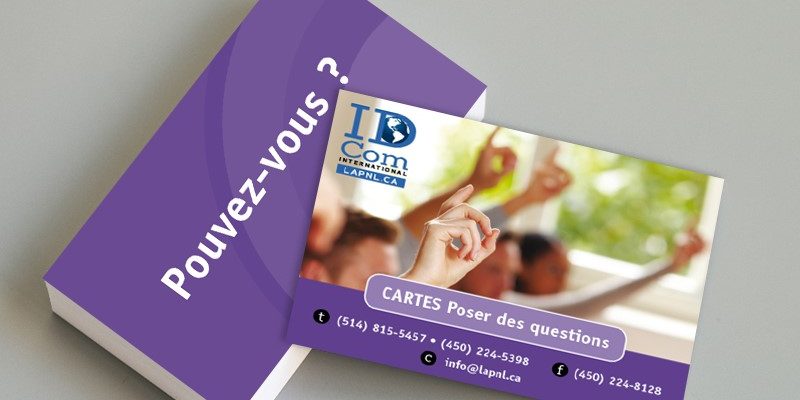 Pouvez-vous ?
ID
Com
INTERNATIONAL
LAPNL.CA
CARTES Poser des questions
t (514) 815-5457 • (450) 224-5398
f (450) 224-8128
c info@lapnl.ca